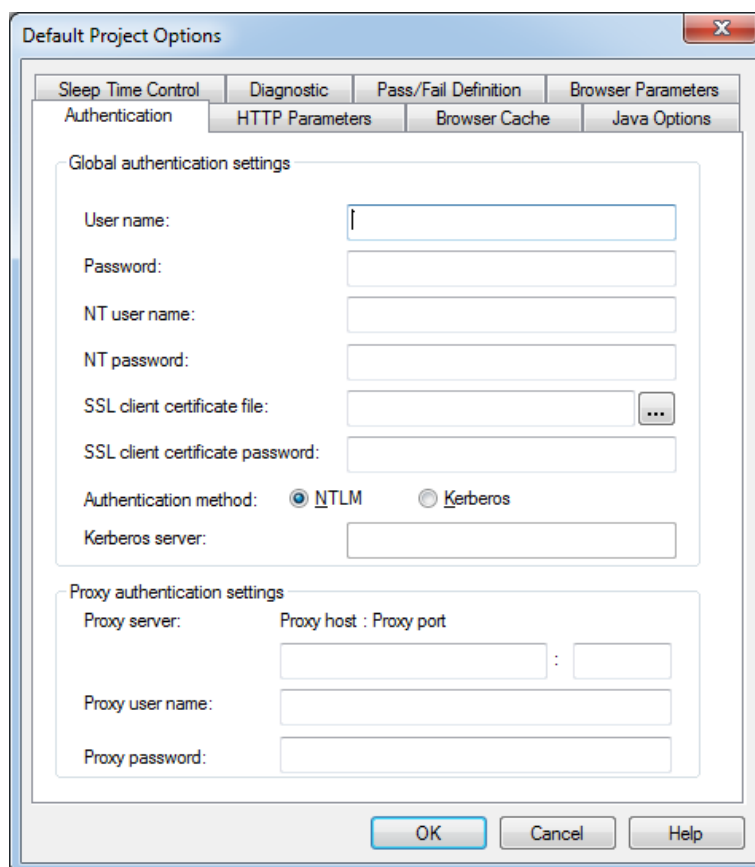 Default Project Options
Sleep Time Control Diagnostic Pass/Fail Definition Browser Parameters
Authentication HTTP Parameters Browser Cache Java Options
Global authentication settings
User name:
Password:
NT user name:
NT password:
SSL client certificate file: ...
SSL client certificate password:
Authentication method: NTLM Kerberos
Kerberos server:
Proxy authentication settings
Proxy server: Proxy host : Proxy port
:
Proxy user name:
Proxy password:
OK Cancel Help